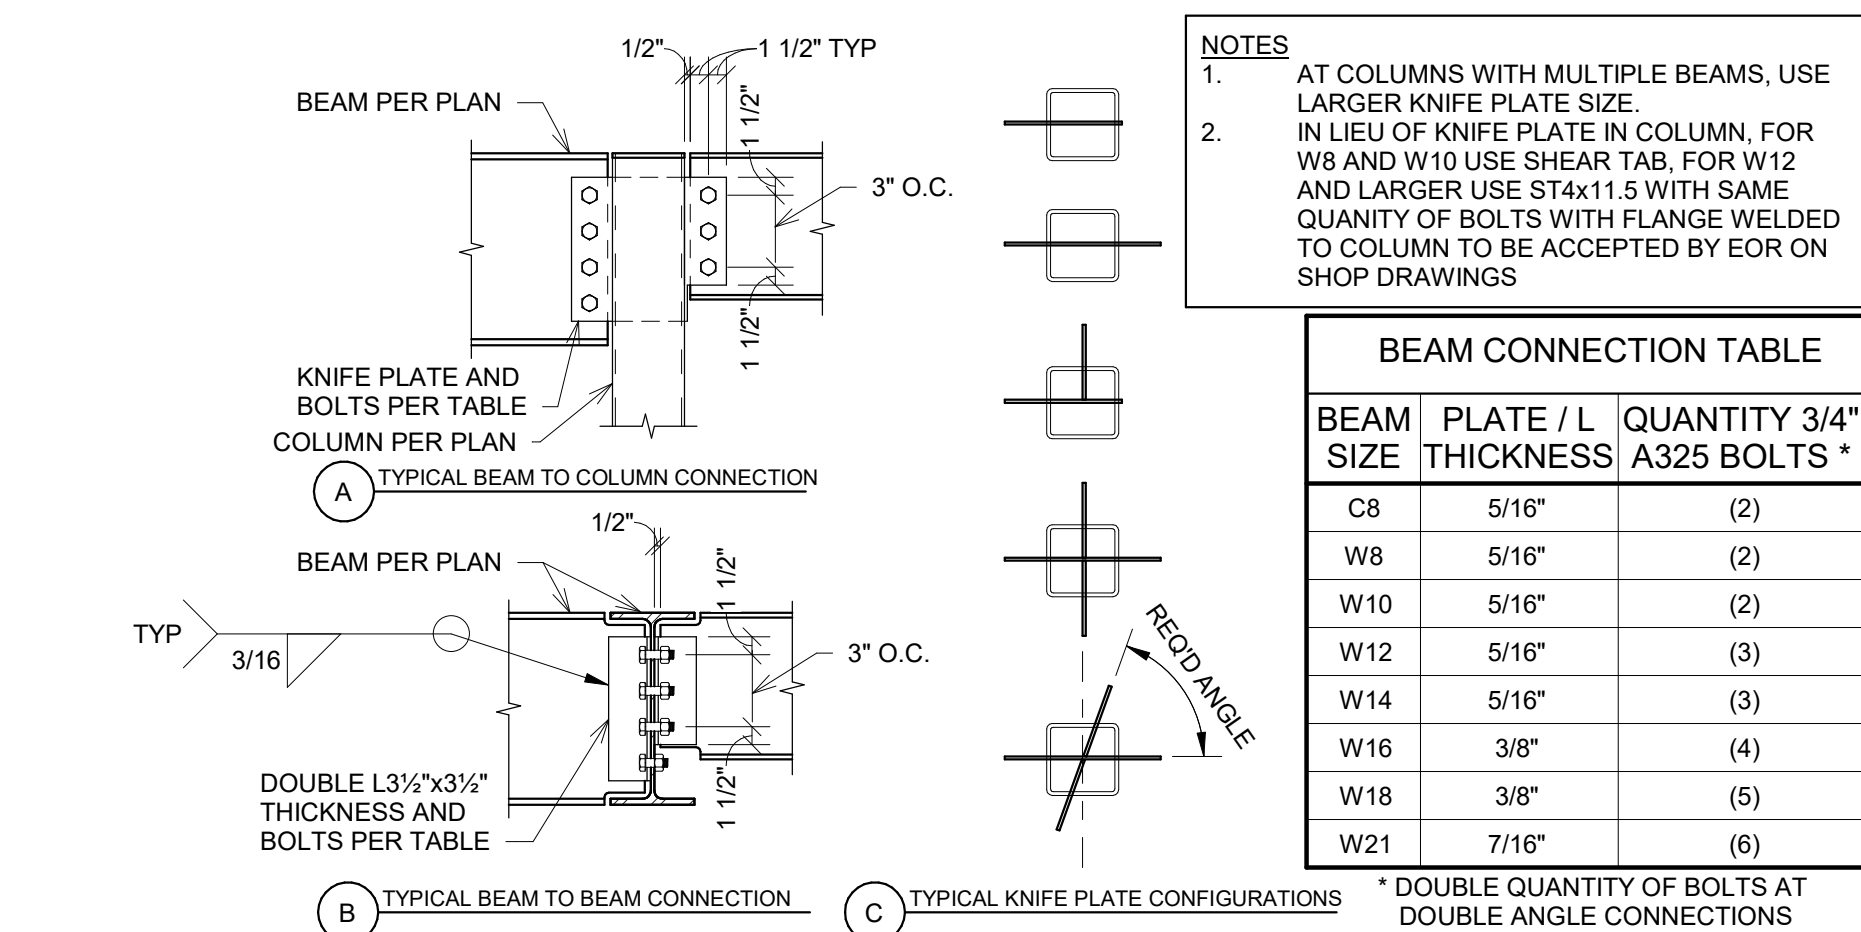 1/2"
1 1/2" TYP
BEAM PER PLAN
1 1/2"
3" O.C.
1 1/2"
KNIFE PLATE AND
BOLTS PER TABLE
COLUMN PER PLAN
A
TYPICAL BEAM TO COLUMN CONNECTION
1/2"
BEAM PER PLAN
1 1/2"
TYP
3/16
3" O.C.
1 1/2"
DOUBLE L3½"x3½"
THICKNESS AND
BOLTS PER TABLE
B
TYPICAL BEAM TO BEAM CONNECTION
REQ'D ANGLE
C
TYPICAL KNIFE PLATE CONFIGURATIONS
NOTES
1. AT COLUMNS WITH MULTIPLE BEAMS, USE
LARGER KNIFE PLATE SIZE.
2. IN LIEU OF KNIFE PLATE IN COLUMN, FOR
W8 AND W10 USE SHEAR TAB, FOR W12
AND LARGER USE ST4x11.5 WITH SAME
QUANITY OF BOLTS WITH FLANGE WELDED
TO COLUMN TO BE ACCEPTED BY EOR ON
SHOP DRAWINGS
BEAM CONNECTION TABLE
BEAM SIZE PLATE / L THICKNESS QUANTITY 3/4" A325 BOLTS *
C8 5/16" (2)
W8 5/16" (2)
W10 5/16" (2)
W12 5/16" (3)
W14 5/16" (3)
W16 3/8" (4)
W18 3/8" (5)
W21 7/16" (6)
* DOUBLE QUANTITY OF BOLTS AT
DOUBLE ANGLE CONNECTIONS